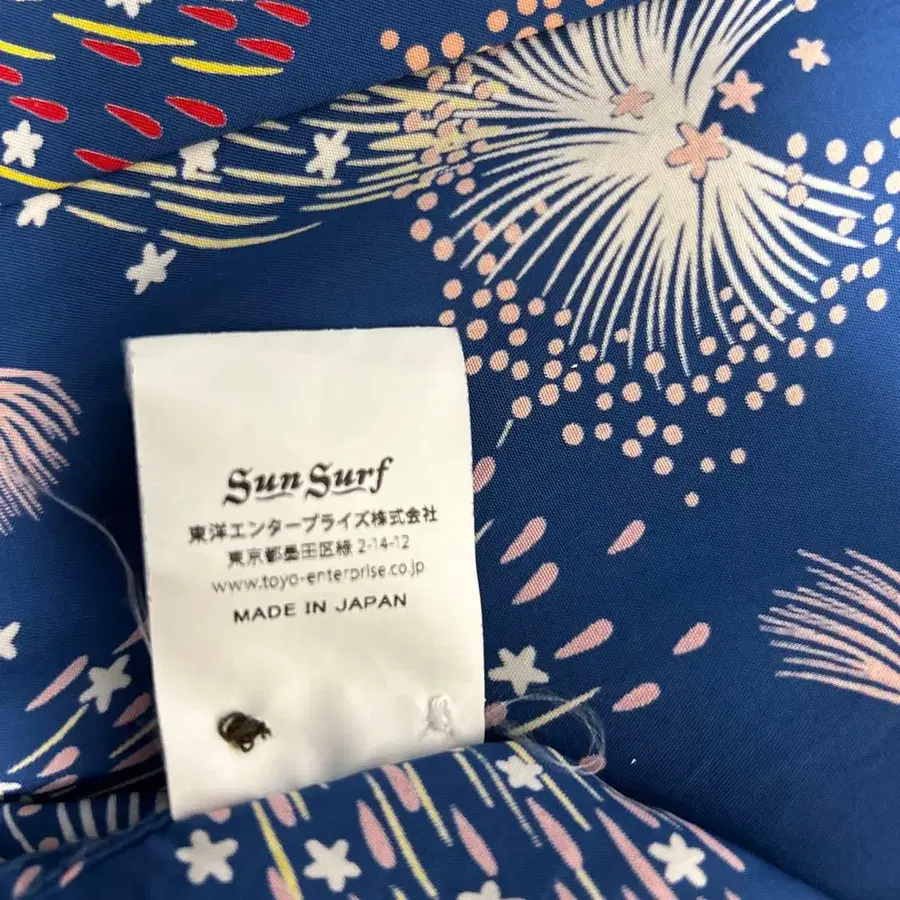 Sun Surf
東洋エンタープライズ株式会社
東京都墨田区緑 2-14-12
www.toyo-enterprise.co.jp
MADE IN JAPAN